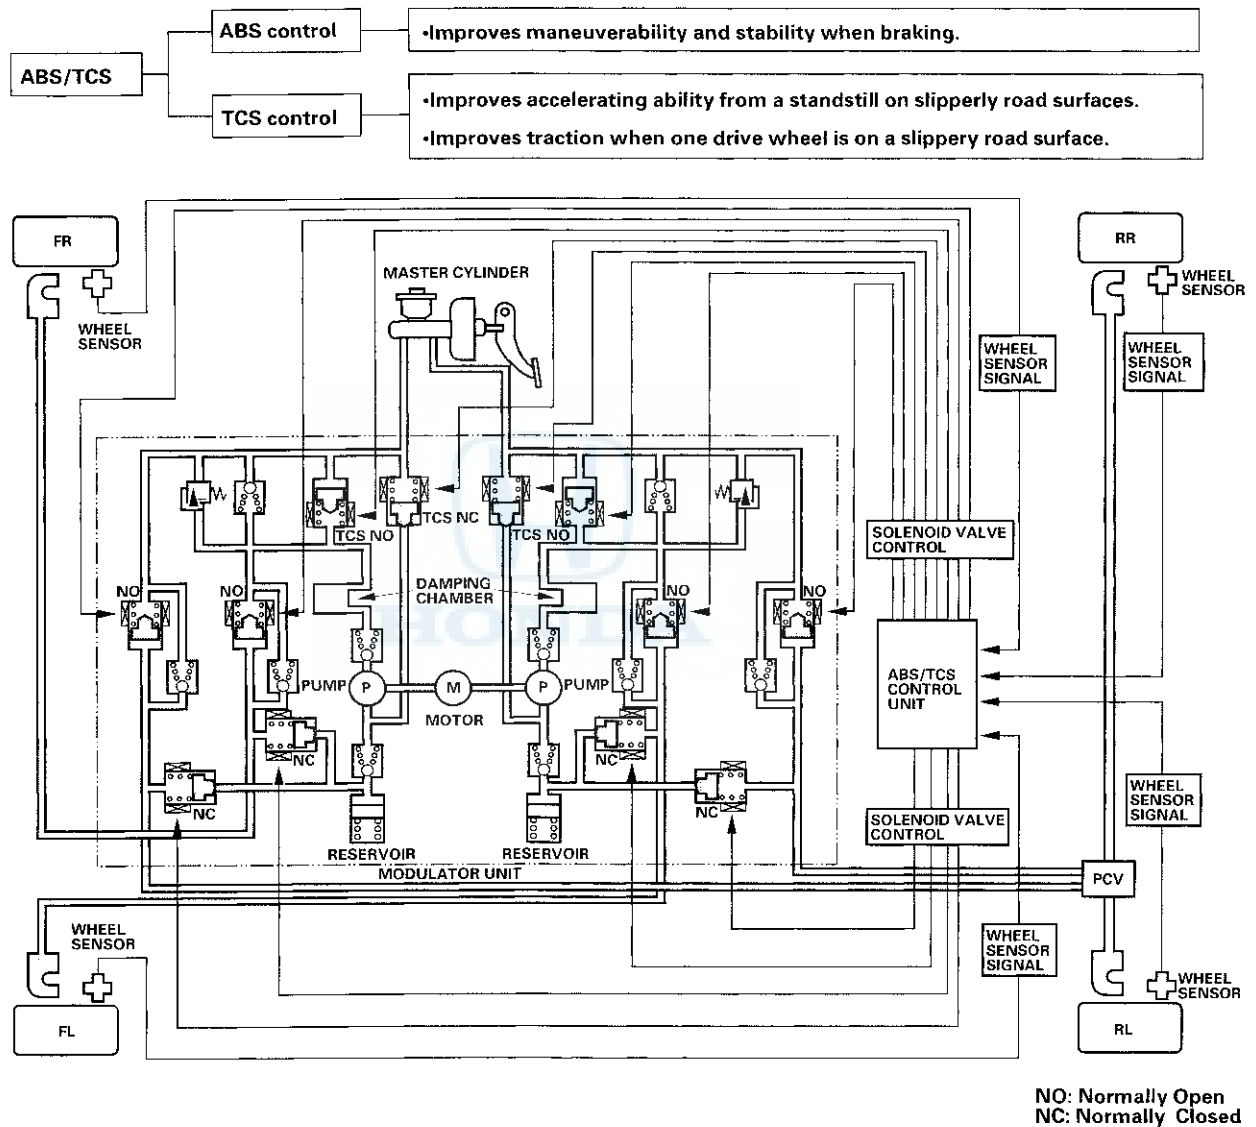 ABS/TCS
ABS control
•Improves maneuverability and stability when braking.
TCS control
•Improves accelerating ability from a standstill on slipperly road surfaces.
•Improves traction when one drive wheel is on a slippery road surface.
FR
WHEEL
SENSOR
MASTER CYLINDER
RR
WHEEL
SENSOR
WHEEL
SENSOR
SIGNAL
WHEEL
SENSOR
SIGNAL
TCS NO
TCS NC
TCS NO
SOLENOID VALVE
CONTROL
NO
NO
DAMPING
CHAMBER
NO
NO
HONDA
PUMP
P
M
P
PUMP
MOTOR
ABS/TCS
CONTROL
UNIT
NC
NC
NC
NC
RESERVOIR
RESERVOIR
MODULATOR UNIT
SOLENOID VALVE
CONTROL
WHEEL
SENSOR
SIGNAL
PCV
WHEEL
SENSOR
WHEEL
SENSOR
SIGNAL
WHEEL
SENSOR
FL
RL
NO: Normally Open
NC: Normally Closed